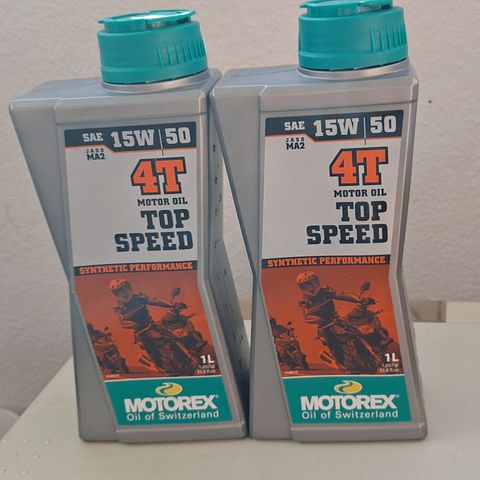 SAE 15W/50
JASO
MA2
4T
MOTOR OIL
TOP
SPEED
SYNTHETIC PERFORMANCE
1L
MOTOREX
Oil of Switzerland
SAE 15W/50
JASO
MA2
4T
MOTOR OIL
TOP
SPEED
SYNTHETIC PERFORMANCE
1L
MOTOREX
Oil of Switzerland